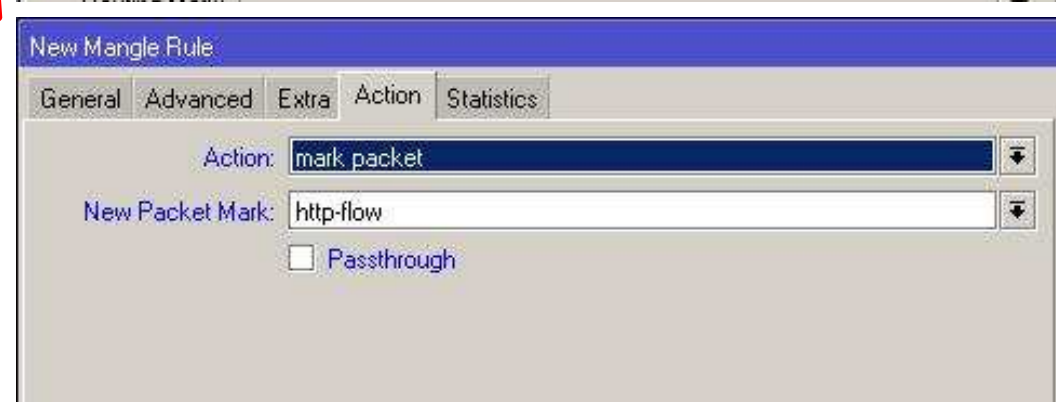 New Mangle Rule
General Advanced Extra Action Statistics
Action: mark packet
New Packet Mark: http-flow
Passthrough